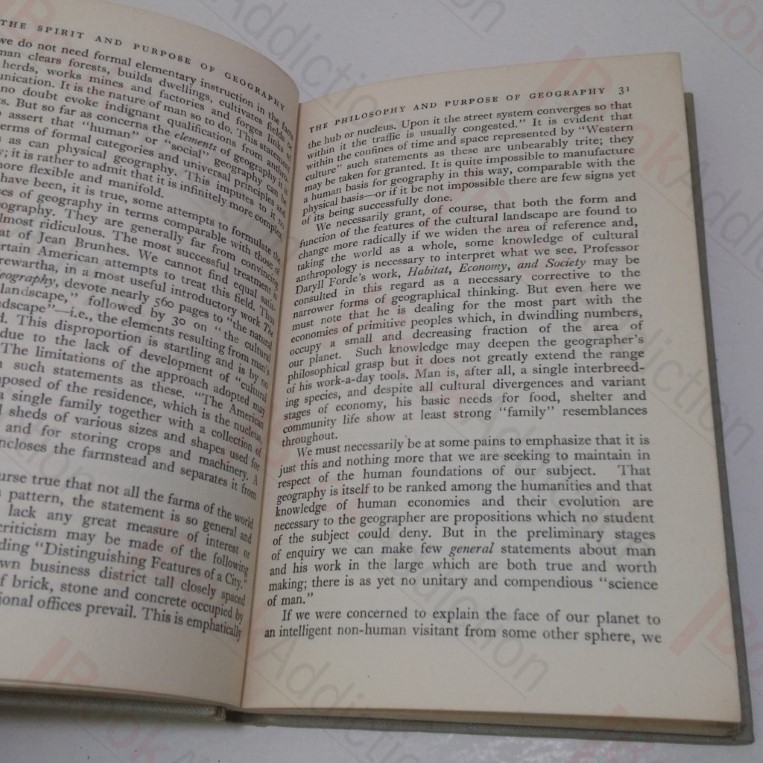 THE SPIRIT AND PURPOSE OF GEOGRAPHY
we do not need formal elementary instruction in the facts
man clears forests, builds dwellings, cultivates fields or
herds, works mines and factories and forges links of
nication. It is the nature of man so to do. This statement
no doubt evoke indignant qualifications from
s. But so far as concerns the elements of geography
assert that "human" or "social" geography can be
erms of formal categories and universal principles
as can physical geography. This imputes to it no
y; it is rather to admit that it is infinitely more complex
more flexible and manifold.
have been, it is true, some attempts to formulate the
es of geography in terms comparable with those of
ography. They are generally far from convincing
lmost ridiculous. The most successful treatment is
at of Jean Brunhes. We cannot find equal
rtain American attempts to treat this field. Thus
rewartha, in a most useful introductory work The
eography, devote nearly 560 pages to "the natural
landscape," followed by 30 on "the cultural
dscape"—i.e., the elements resulting from man's
d. This disproportion is startling and is by no
due to the lack of development of "cultural
The limitations of the approach adopted may
n such statements as these. "The American
mposed of the residence, which is the nucleus,
a single family together with a collection of
d sheds of various sizes and shapes used for
and for storing crops and machinery. A
ncloses the farmstead and separates it from
urse true that not all the farms of the world
s pattern, the statement is so general and
lack any great measure of interest or
criticism may be made of the following
ding "Distinguishing Features of a City."
wn business district tall closely spaced
f brick, stone and concrete occupied by
ional offices prevail. This is emphatically
THE PHILOSOPHY AND PURPOSE OF GEOGRAPHY 31
the hub or nucleus. Upon it the street system converges so that
within it the traffic is usually congested." It is evident that
within the confines of time and space represented by "Western
culture" such statements as these are unbearably trite; they
may be taken for granted. It is quite impossible to manufacture
a human basis for geography in this way, comparable with the
physical basis—or if it be not impossible there are few signs yet
of its being successfully done.
We necessarily grant, of course, that both the form and
function of the features of the cultural landscape are found to
change more radically if we widen the area of reference and,
taking the world as a whole, some knowledge of cultural
anthropology is necessary to interpret what we see. Professor
Daryll Forde's work, Habitat, Economy, and Society may be
consulted in this regard as a necessary corrective to the
narrower forms of geographical thinking. But even here we
must note that he is dealing for the most part with the
economies of primitive peoples which, in dwindling numbers,
occupy a small and decreasing fraction of the area of
our planet. Such knowledge may deepen the geographer's
philosophical grasp but it does not greatly extend the range
of his work-a-day tools. Man is, after all, a single interbreed-
ing species, and despite all cultural divergences and variant
stages of economy, his basic needs for food, shelter and
community life show at least strong "family" resemblances
throughout.
We must necessarily be at some pains to emphasize that it is
just this and nothing more that we are seeking to maintain in
respect of the human foundations of our subject. That
geography is itself to be ranked among the humanities and that
knowledge of human economies and their evolution are
necessary to the geographer are propositions which no student
of the subject could deny. But in the preliminary stages
of enquiry we can make few general statements about man
and his work in the large which are both true and worth
making; there is as yet no unitary and compendious "science
of man."
If we were concerned to explain the face of our planet to
an intelligent non-human visitant from some other sphere, we